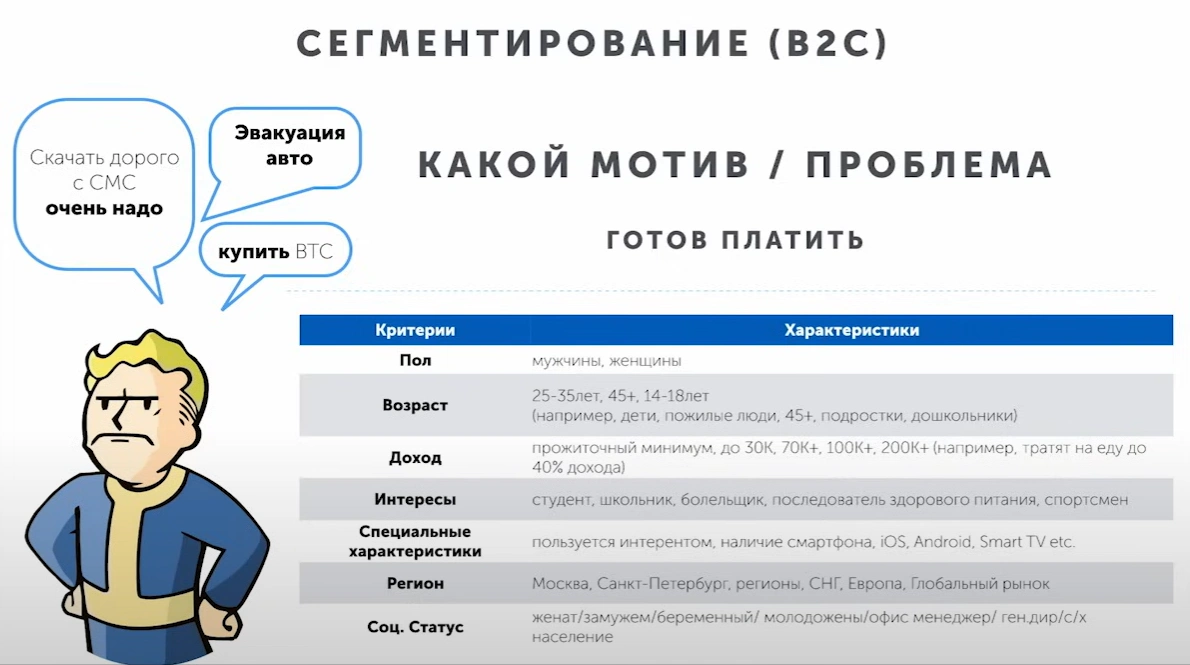 СЕГМЕНТИРОВАНИЕ (B2C)
Скачать дорого
с СМС
очень надо
Эвакуация
авто
купить BTC
КАКОЙ МОТИВ / ПРОБЛЕМА
ГОТОВ ПЛАТИТЬ
Критерии Характеристики
Пол мужчины, женщины
Возраст 25-35лет, 45+, 14-18лет
(например, дети, пожилые люди, 45+, подростки, дошкольники)
Доход прожиточный минимум, до 30К, 70К+, 100К+, 200К+ (например, тратят на еду до
40% дохода)
Интересы студент, школьник, болельщик, последователь здорового питания, спортсмен
Специальные
характеристики пользуется интерентом, наличие смартфона, iOS, Android, Smart TV etc.
Регион Москва, Санкт-Петербург, регионы, СНГ, Европа, Глобальный рынок
Соц. Статус женат/замужем/беременный/ молодожены/офис менеджер/ ген.дир/с/х
население